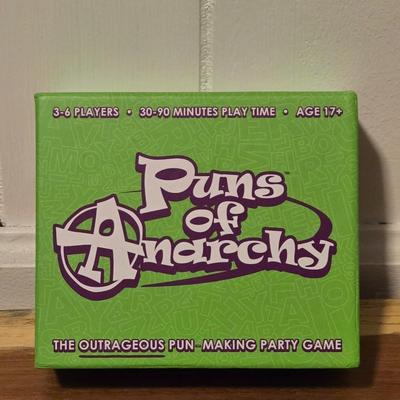 3-6 PLAYERS • 30-90 MINUTES PLAY TIME • AGE 17+
Puns
of
Anarchy
THE OUTRAGEOUS PUN MAKING PARTY GAME